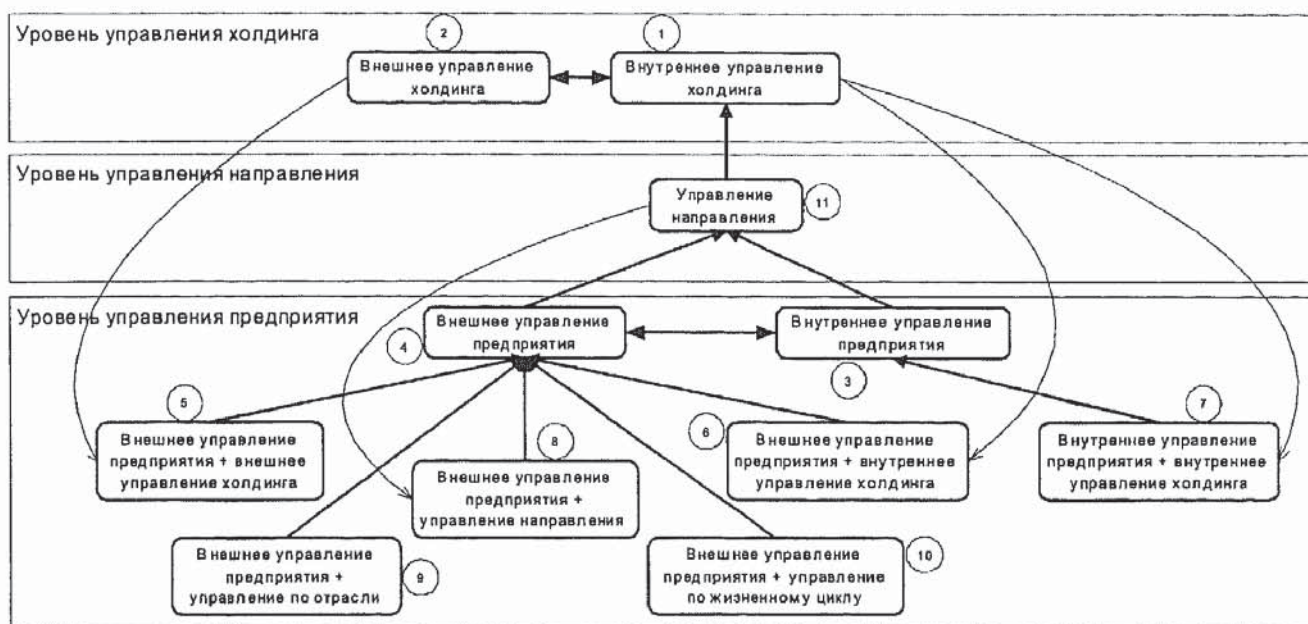 Уровень управления холдинга
2
1
Внешнее управление
холдинга
Внутреннее управление
холдинга
Уровень управления направления
Управление
направления
11
Уровень управления предприятия
Внешнее управление
предприятия
4
Внутреннее управление
предприятия
3
5
Внешнее управление
предприятия + внешнее
управление холдинга
8
Внешнее управление
предприятия +
управление направления
6
Внешнее управление
предприятия + внутреннее
управление холдинга
7
Внутреннее управление
предприятия + внутреннее
управление холдинга
Внешнее управление
предприятия +
управление по отрасли
9
Внешнее управление
предприятия + управление
по жизненному циклу
10